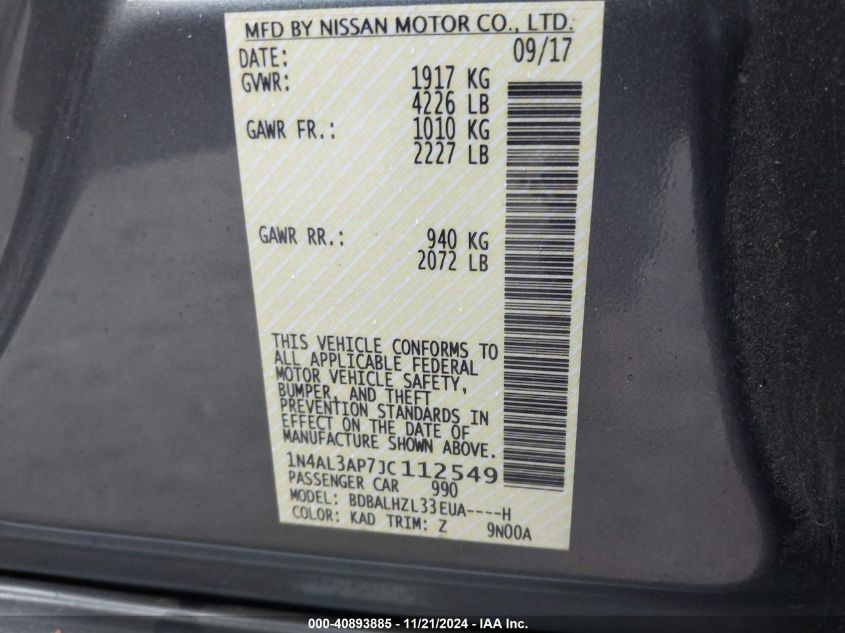 MFD BY NISSAN MOTOR CO., LTD.
DATE: 09/17
GVWR: 1917 KG
4226 LB
GAWR FR.: 1010 KG
2227 LB
GAWR RR.: 940 KG
2072 LB
THIS VEHICLE CONFORMS TO
ALL APPLICABLE FEDERAL
MOTOR VEHICLE SAFETY,
BUMPER, AND THEFT
PREVENTION STANDARDS IN
EFFECT ON THE DATE OF
MANUFACTURE SHOWN ABOVE.
1N4AL3AP7JC112549
PASSENGER CAR 990
MODEL: BDBALHZL33EUA----H
COLOR: KAD TRIM: Z 9N00A
000-40893885 - 11/21/2024 - IAA Inc.